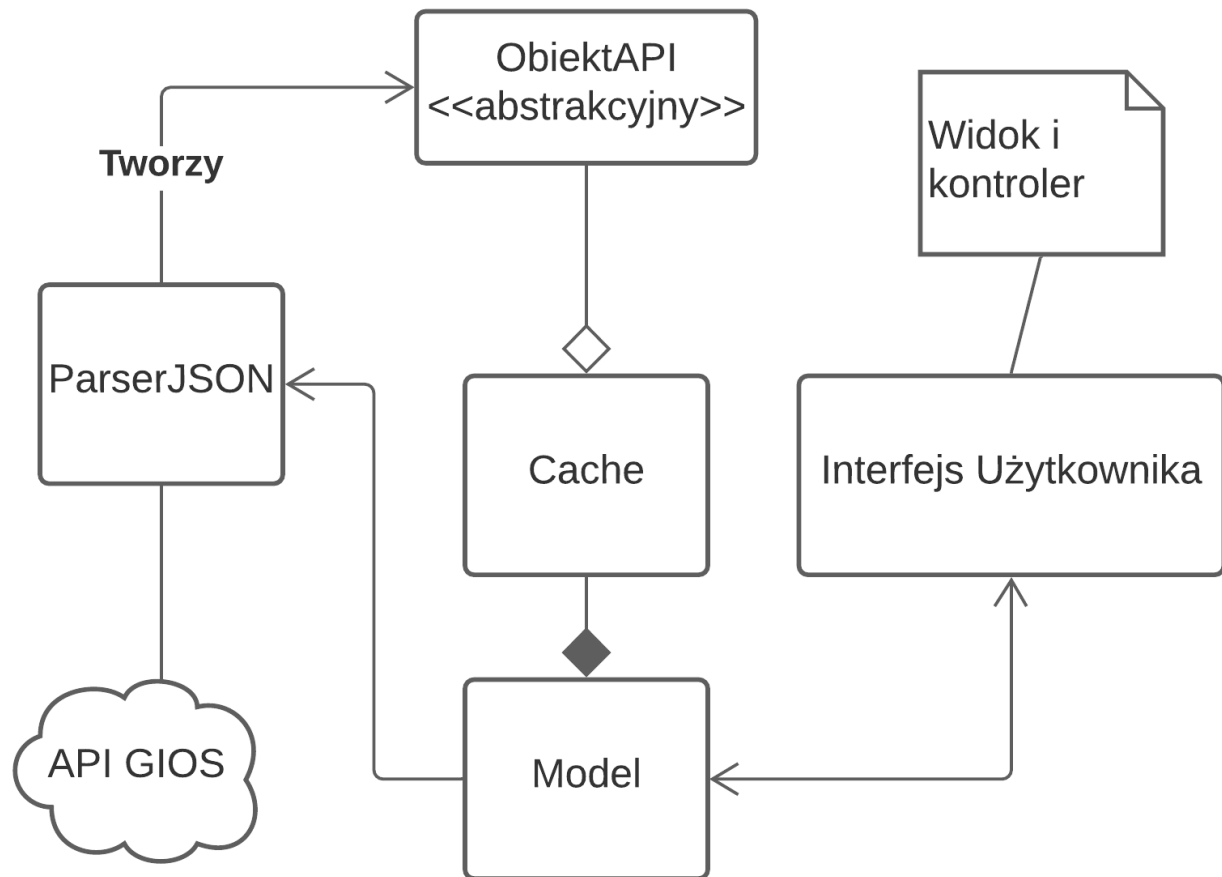 ObiektAPI
<<abstrakcyjny>>
Widok i
kontroler
Tworzy
ParserJSON
Cache
Interfejs Użytkownika
API GIOS
Model